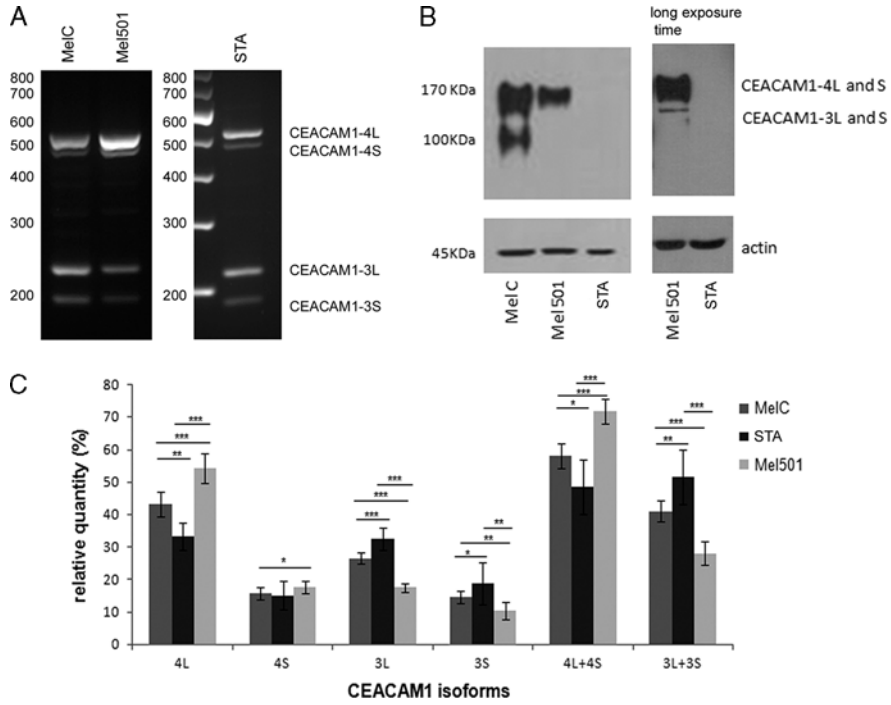 A
MelC
Mel501
STA
800
700
600
500
400
300
200
800
700
600
500
400
300
200
CEACAM1-4L
CEACAM1-4S
CEACAM1-3L
CEACAM1-3S
B
long exposure
time
170 KDa
100KDa
45KDa
CEACAM1-4L and S
CEACAM1-3L and S
actin
Mel C
Mel501
STA
Mel501
STA
C
relative quantity (%)
80
70
60
50
40
30
20
10
0
***
***
**
*
***
***
***
**
**
*
***
***
*
***
***
**
MelC
STA
Mel501
4L
4S
3L
3S
4L+4S
3L+3S
CEACAM1 isoforms